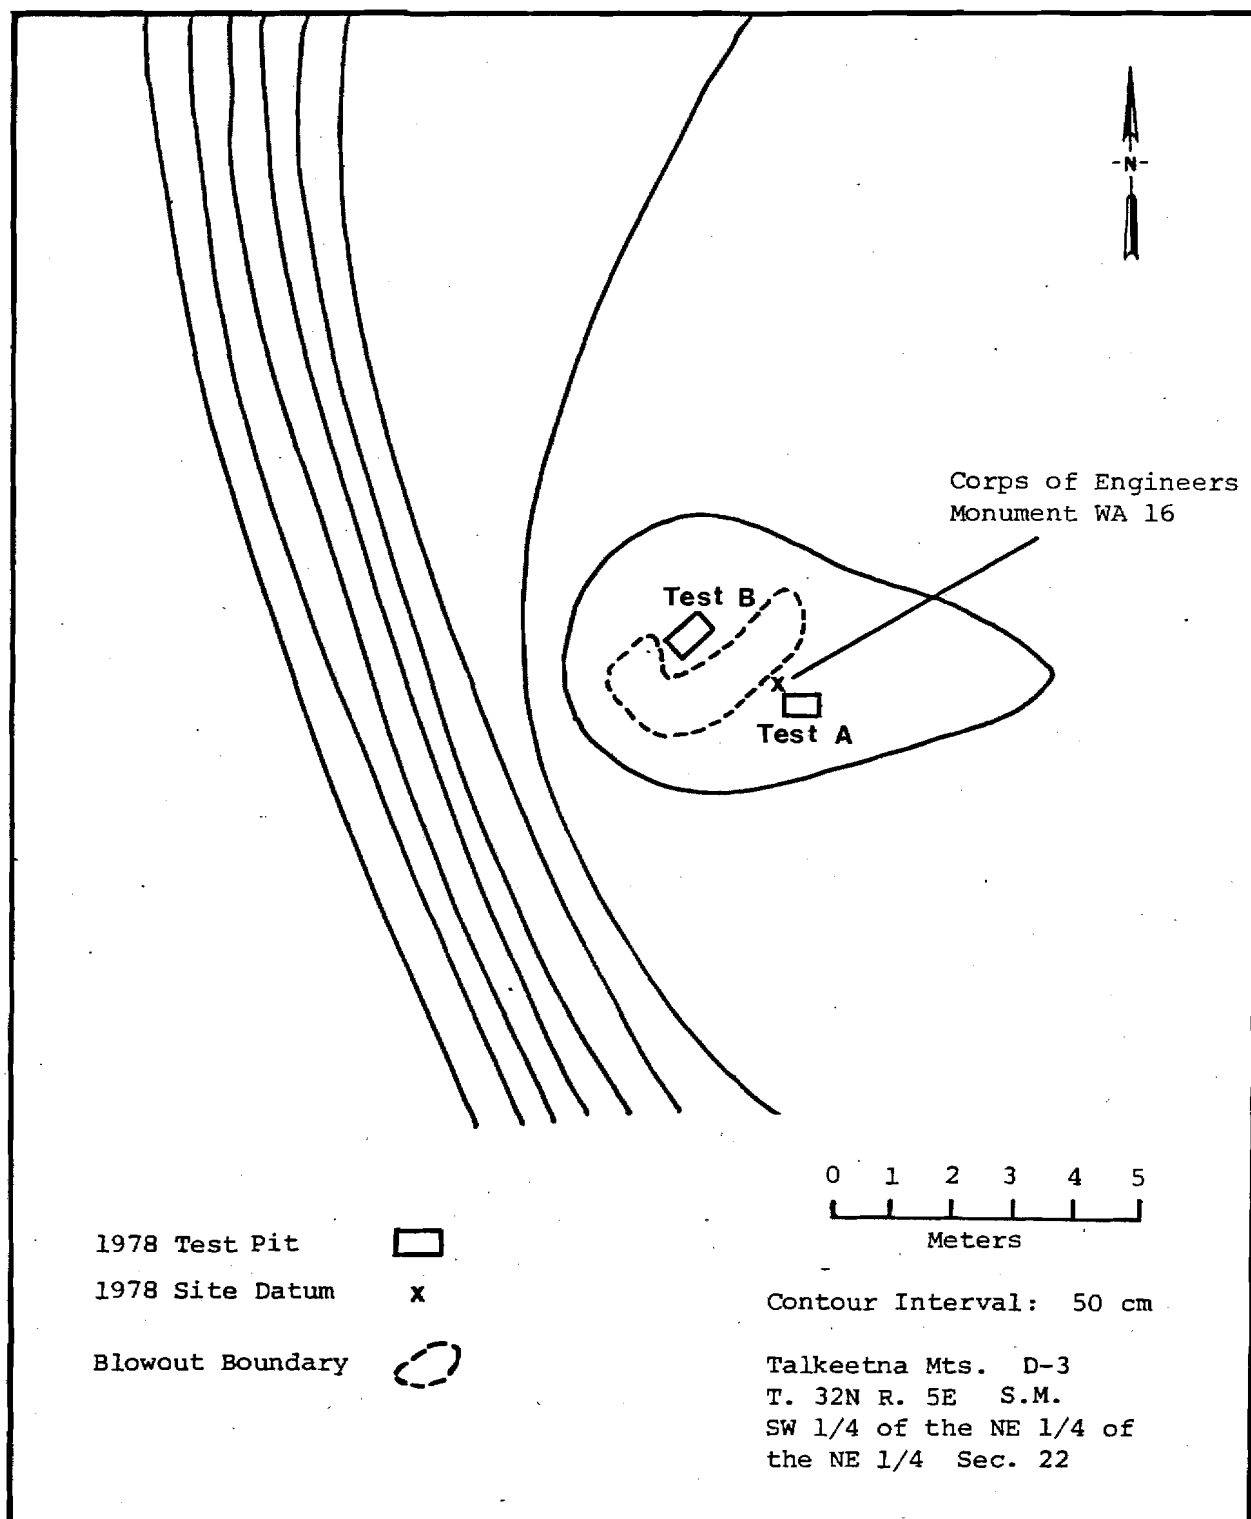 -N-
Corps of Engineers
Monument WA 16
Test B
x
Test A
0 1 2 3 4 5
Meters
1978 Test Pit
1978 Site Datum x
Blowout Boundary
Contour Interval: 50 cm
Talkeetna Mts. D-3
T. 32N R. 5E S.M.
SW 1/4 of the NE 1/4 of
the NE 1/4 Sec. 22